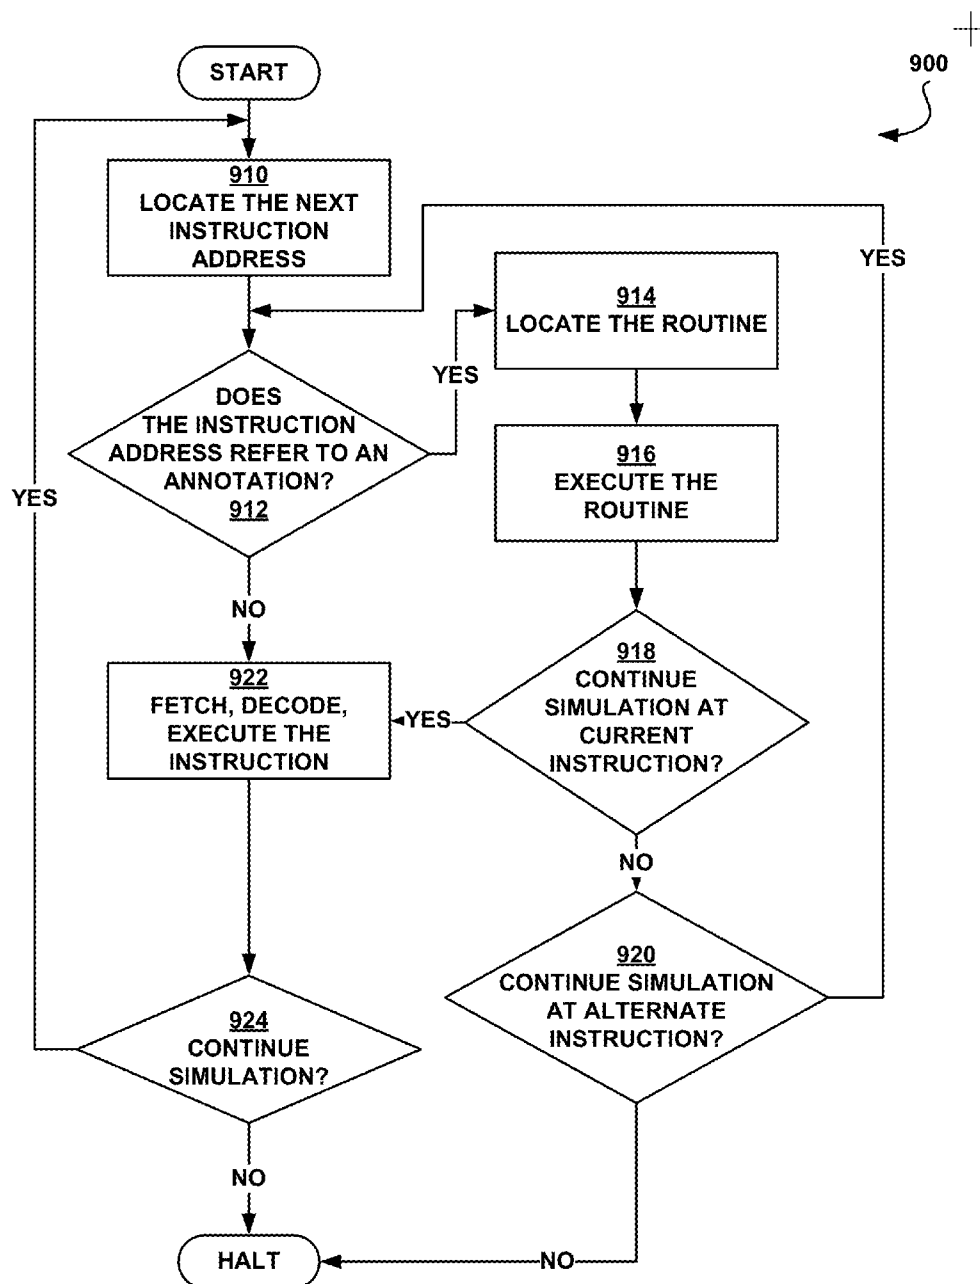 START
900
910
LOCATE THE NEXT
INSTRUCTION
ADDRESS
YES
914
LOCATE THE ROUTINE
YES
DOES
THE INSTRUCTION
ADDRESS REFER TO AN
ANNOTATION?
912
YES
916
EXECUTE THE
ROUTINE
NO
922
FETCH, DECODE,
EXECUTE THE
INSTRUCTION
YES
918
CONTINUE
SIMULATION AT
CURRENT
INSTRUCTION?
NO
920
CONTINUE SIMULATION
AT ALTERNATE
INSTRUCTION?
924
CONTINUE
SIMULATION?
NO
HALT
NO